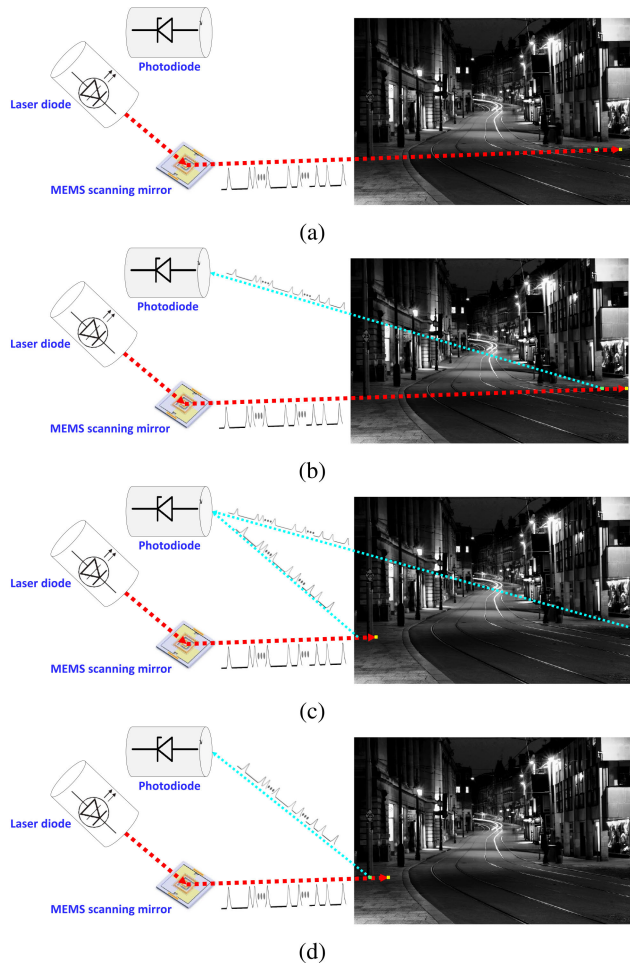 Photodiode
Laser diode
MEMS scanning mirror
(a)
Photodiode
Laser diode
MEMS scanning mirror
(b)
Photodiode
Laser diode
MEMS scanning mirror
(c)
Photodiode
Laser diode
MEMS scanning mirror
(d)